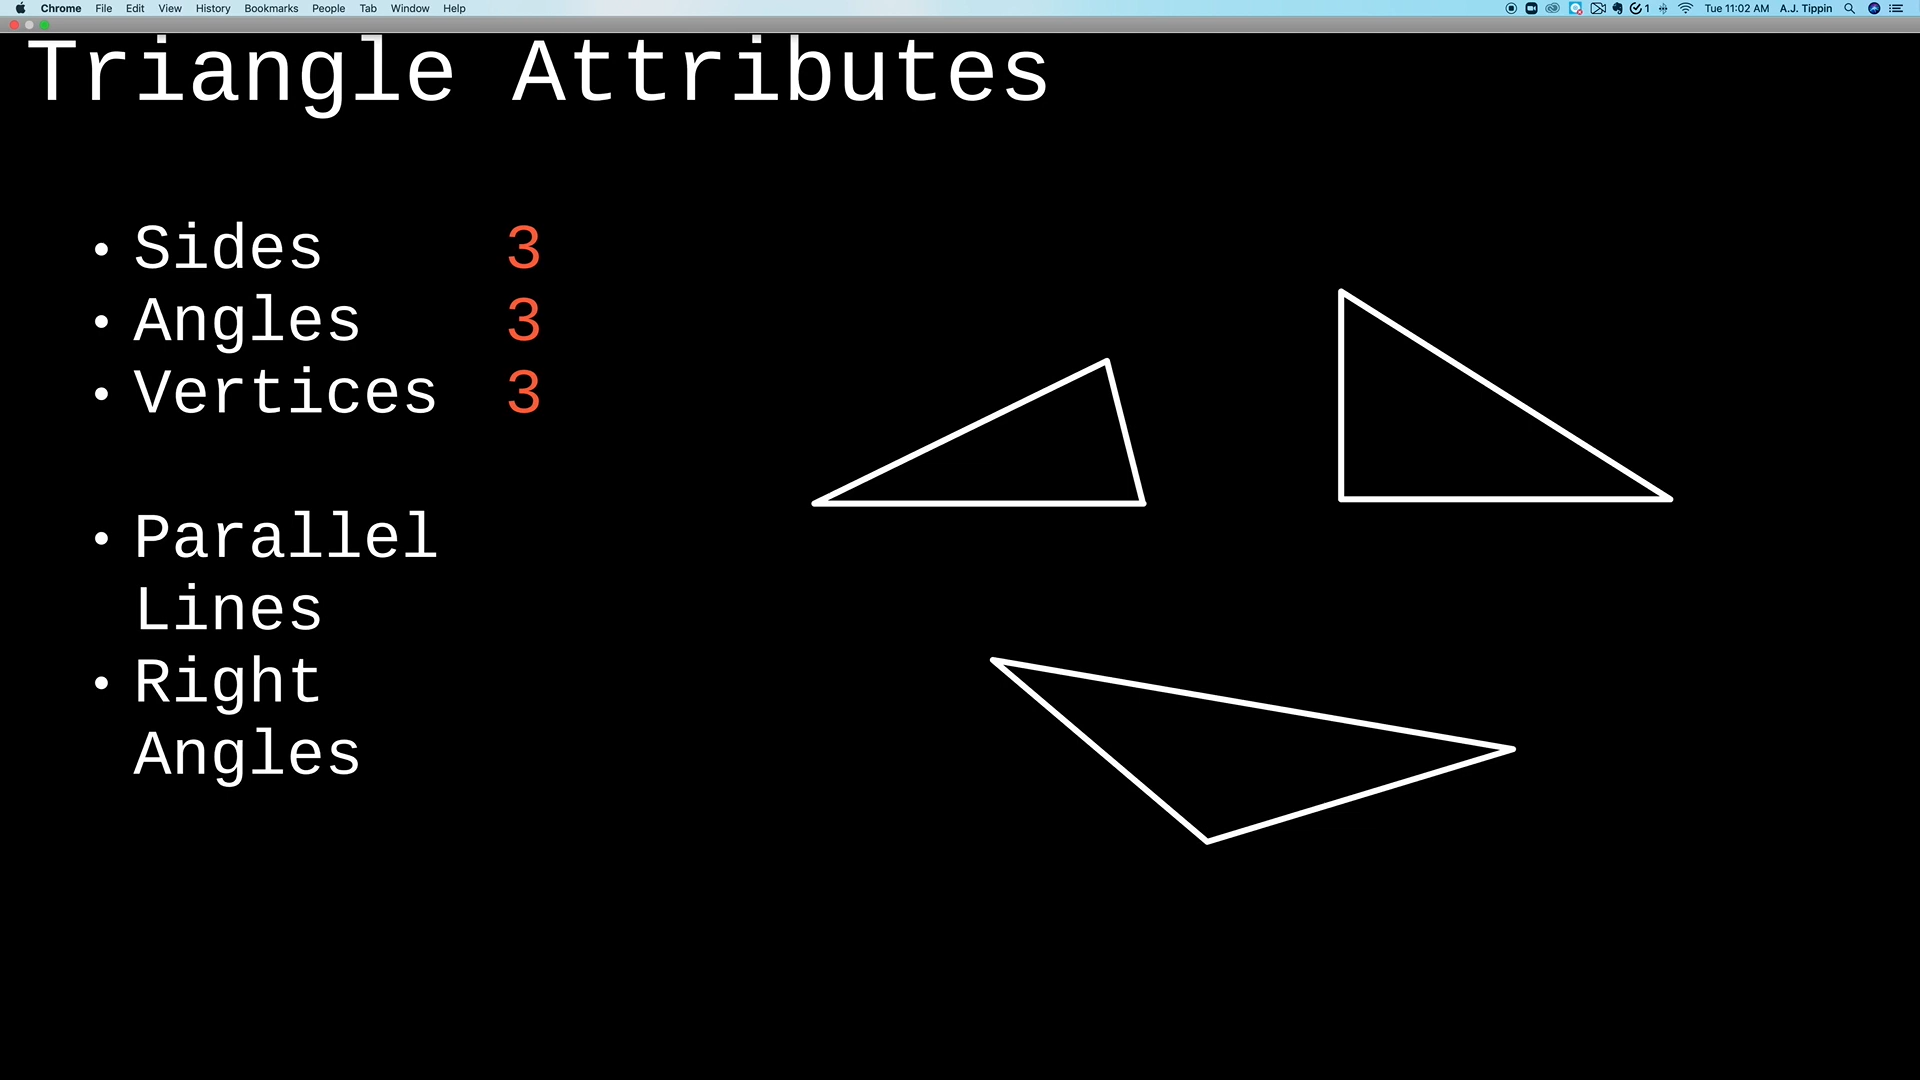 Chrome File Edit View History Bookmarks People Tab Window Help 1 Tue 11:02 AM A.J. Tippin
Triangle Attributes
• Sides 3
• Angles 3
• Vertices 3
• Parallel
Lines
• Right
Angles